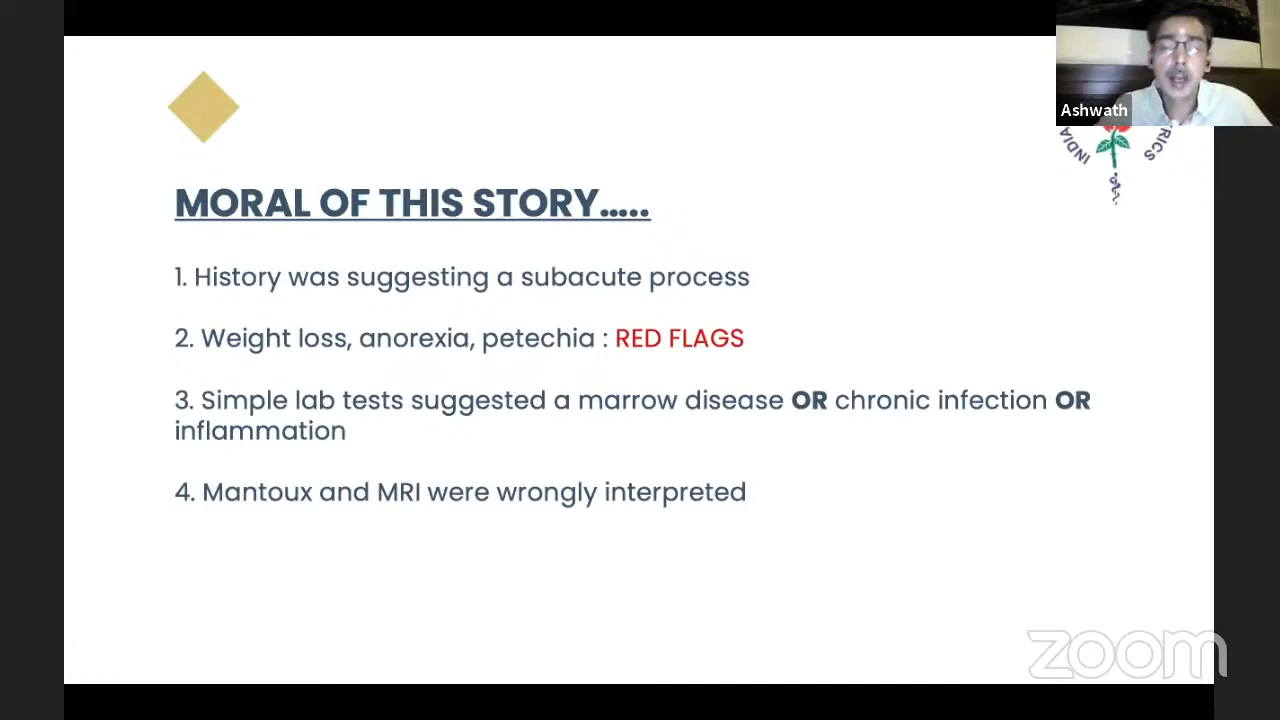 Ashwath
INDIA
RICS
MORAL OF THIS STORY.....
1. History was suggesting a subacute process
2. Weight loss, anorexia, petechia : RED FLAGS
3. Simple lab tests suggested a marrow disease OR chronic infection OR
inflammation
4. Mantoux and MRI were wrongly interpreted
zoom